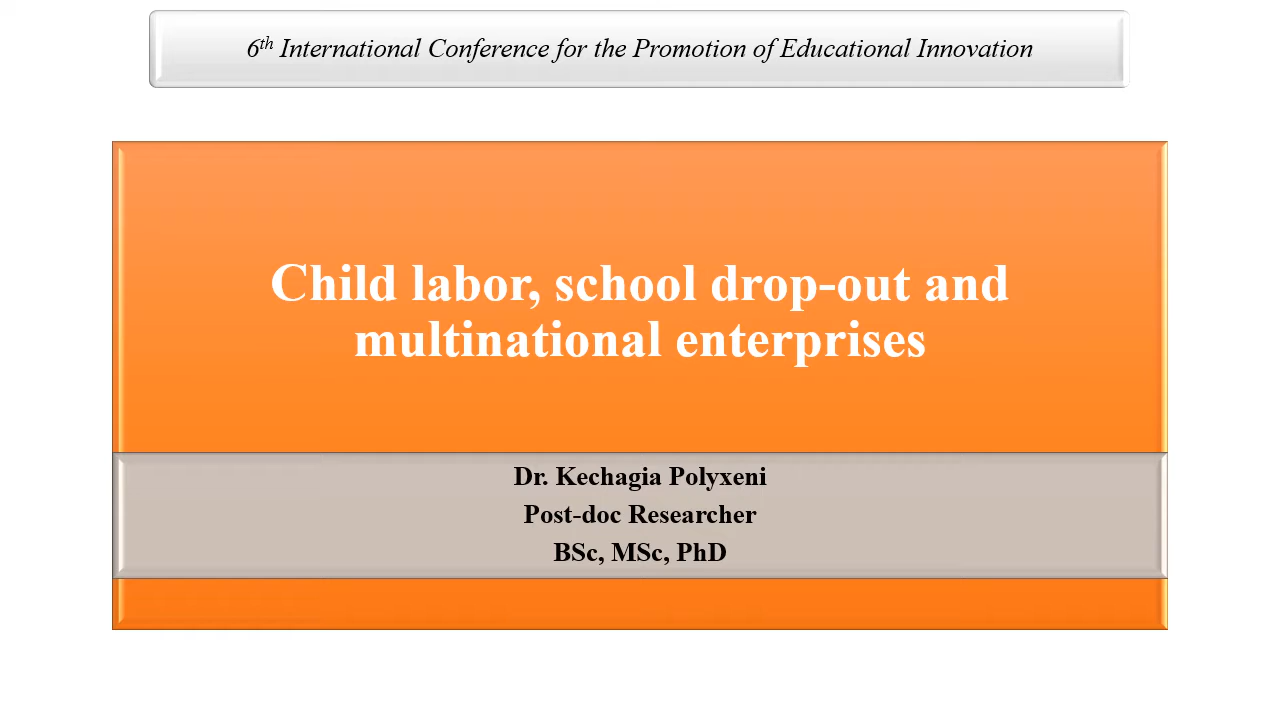 6th International Conference for the Promotion of Educational Innovation
Child labor, school drop-out and
multinational enterprises
Dr. Kechagia Polyxeni
Post-doc Researcher
BSc, MSc, PhD